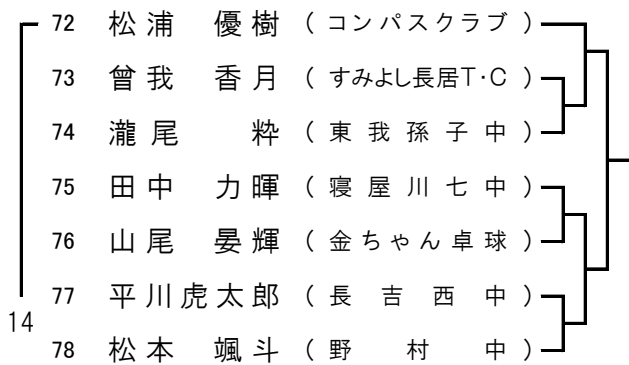 72 松浦 優樹 (コンパスクラブ)
73 曾我 香月 (すみよし長居T・C)
74 瀧尾 粋 (東我孫子中)
75 田中 力暉 (寝屋川七中)
76 山尾 晏輝 (金ちゃん卓球)
77 平川虎太郎 (長吉西中)
14
78 松本 颯斗 (野村中)